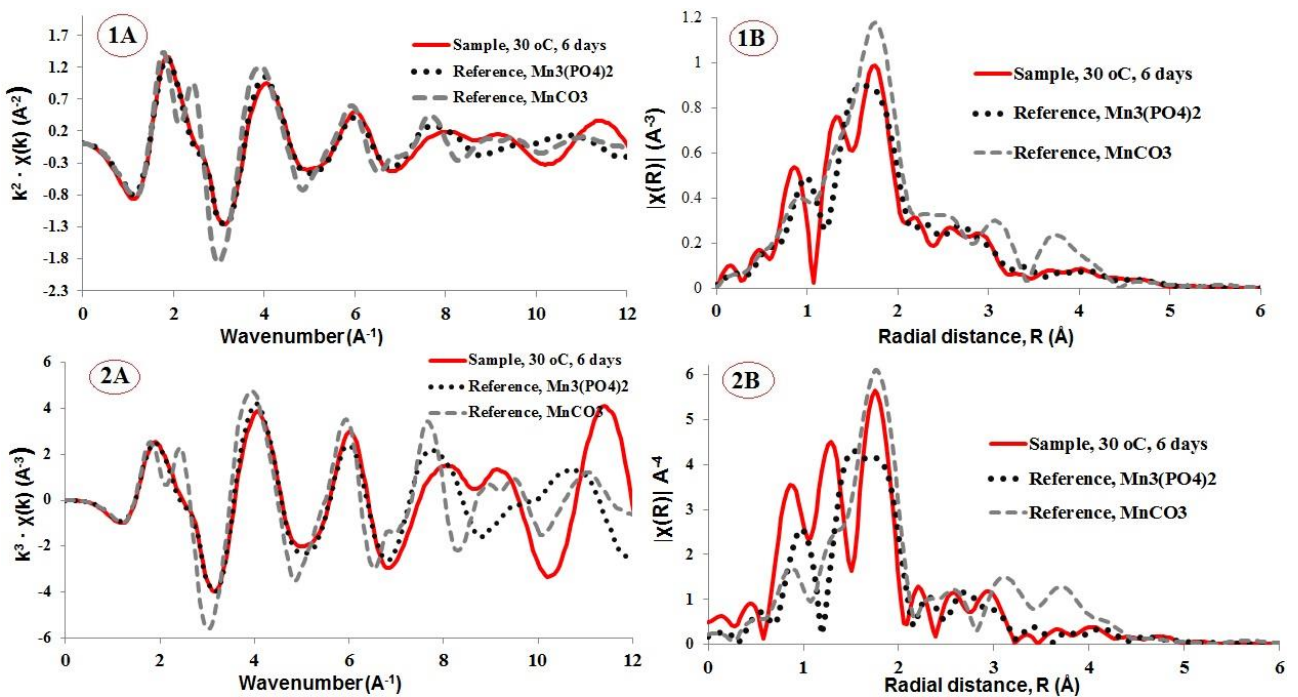 1A
Sample, 30 oC, 6 days
Reference, Mn3(PO4)2
Reference, MnCO3
k² · χ(k) (A⁻²)
1.7
1.2
0.7
0.2
-0.3
-0.8
-1.3
-1.8
-2.3
0 2 4 6 8 10 12
Wavenumber (A⁻¹)
1B
Sample, 30 oC, 6 days
Reference, Mn3(PO4)2
Reference, MnCO3
|χ(R)| (A⁻³)
1.2
1
0.8
0.6
0.4
0.2
0
0 1 2 3 4 5 6
Radial distance, R (Å)
2A
Sample, 30 oC, 6 days
Reference, Mn3(PO4)2
Reference, MnCO3
k³ · χ(k) (A⁻³)
6
4
2
0
-2
-4
-6
0 2 4 6 8 10 12
Wavenumber (A⁻¹)
2B
Sample, 30 oC, 6 days
Reference, Mn3(PO4)2
Reference, MnCO3
|χ(R)| A⁻⁴
6
5
4
3
2
1
0
0 1 2 3 4 5 6
Radial distance, R (Å)